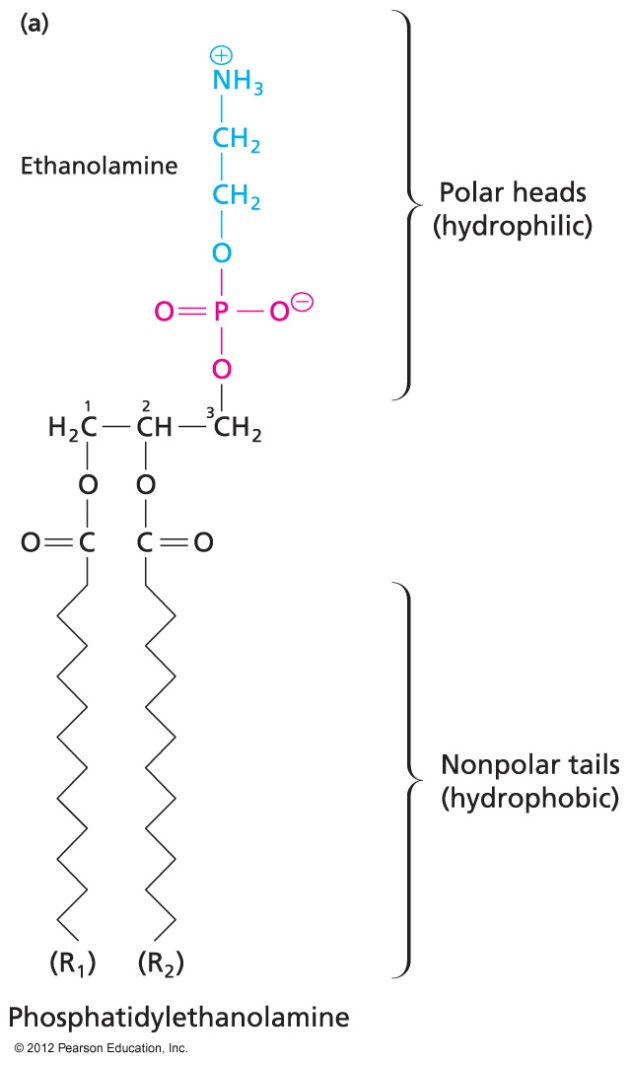 (a)
⊕
NH₃
CH₂
Ethanolamine
CH₂
O
Polar heads
(hydrophilic)
O=P—O⊖
O
H₂C—CH—CH₂
1 2 3
O O
O=C C=O
Nonpolar tails
(hydrophobic)
(R₁) (R₂)
Phosphatidylethanolamine
© 2012 Pearson Education, Inc.